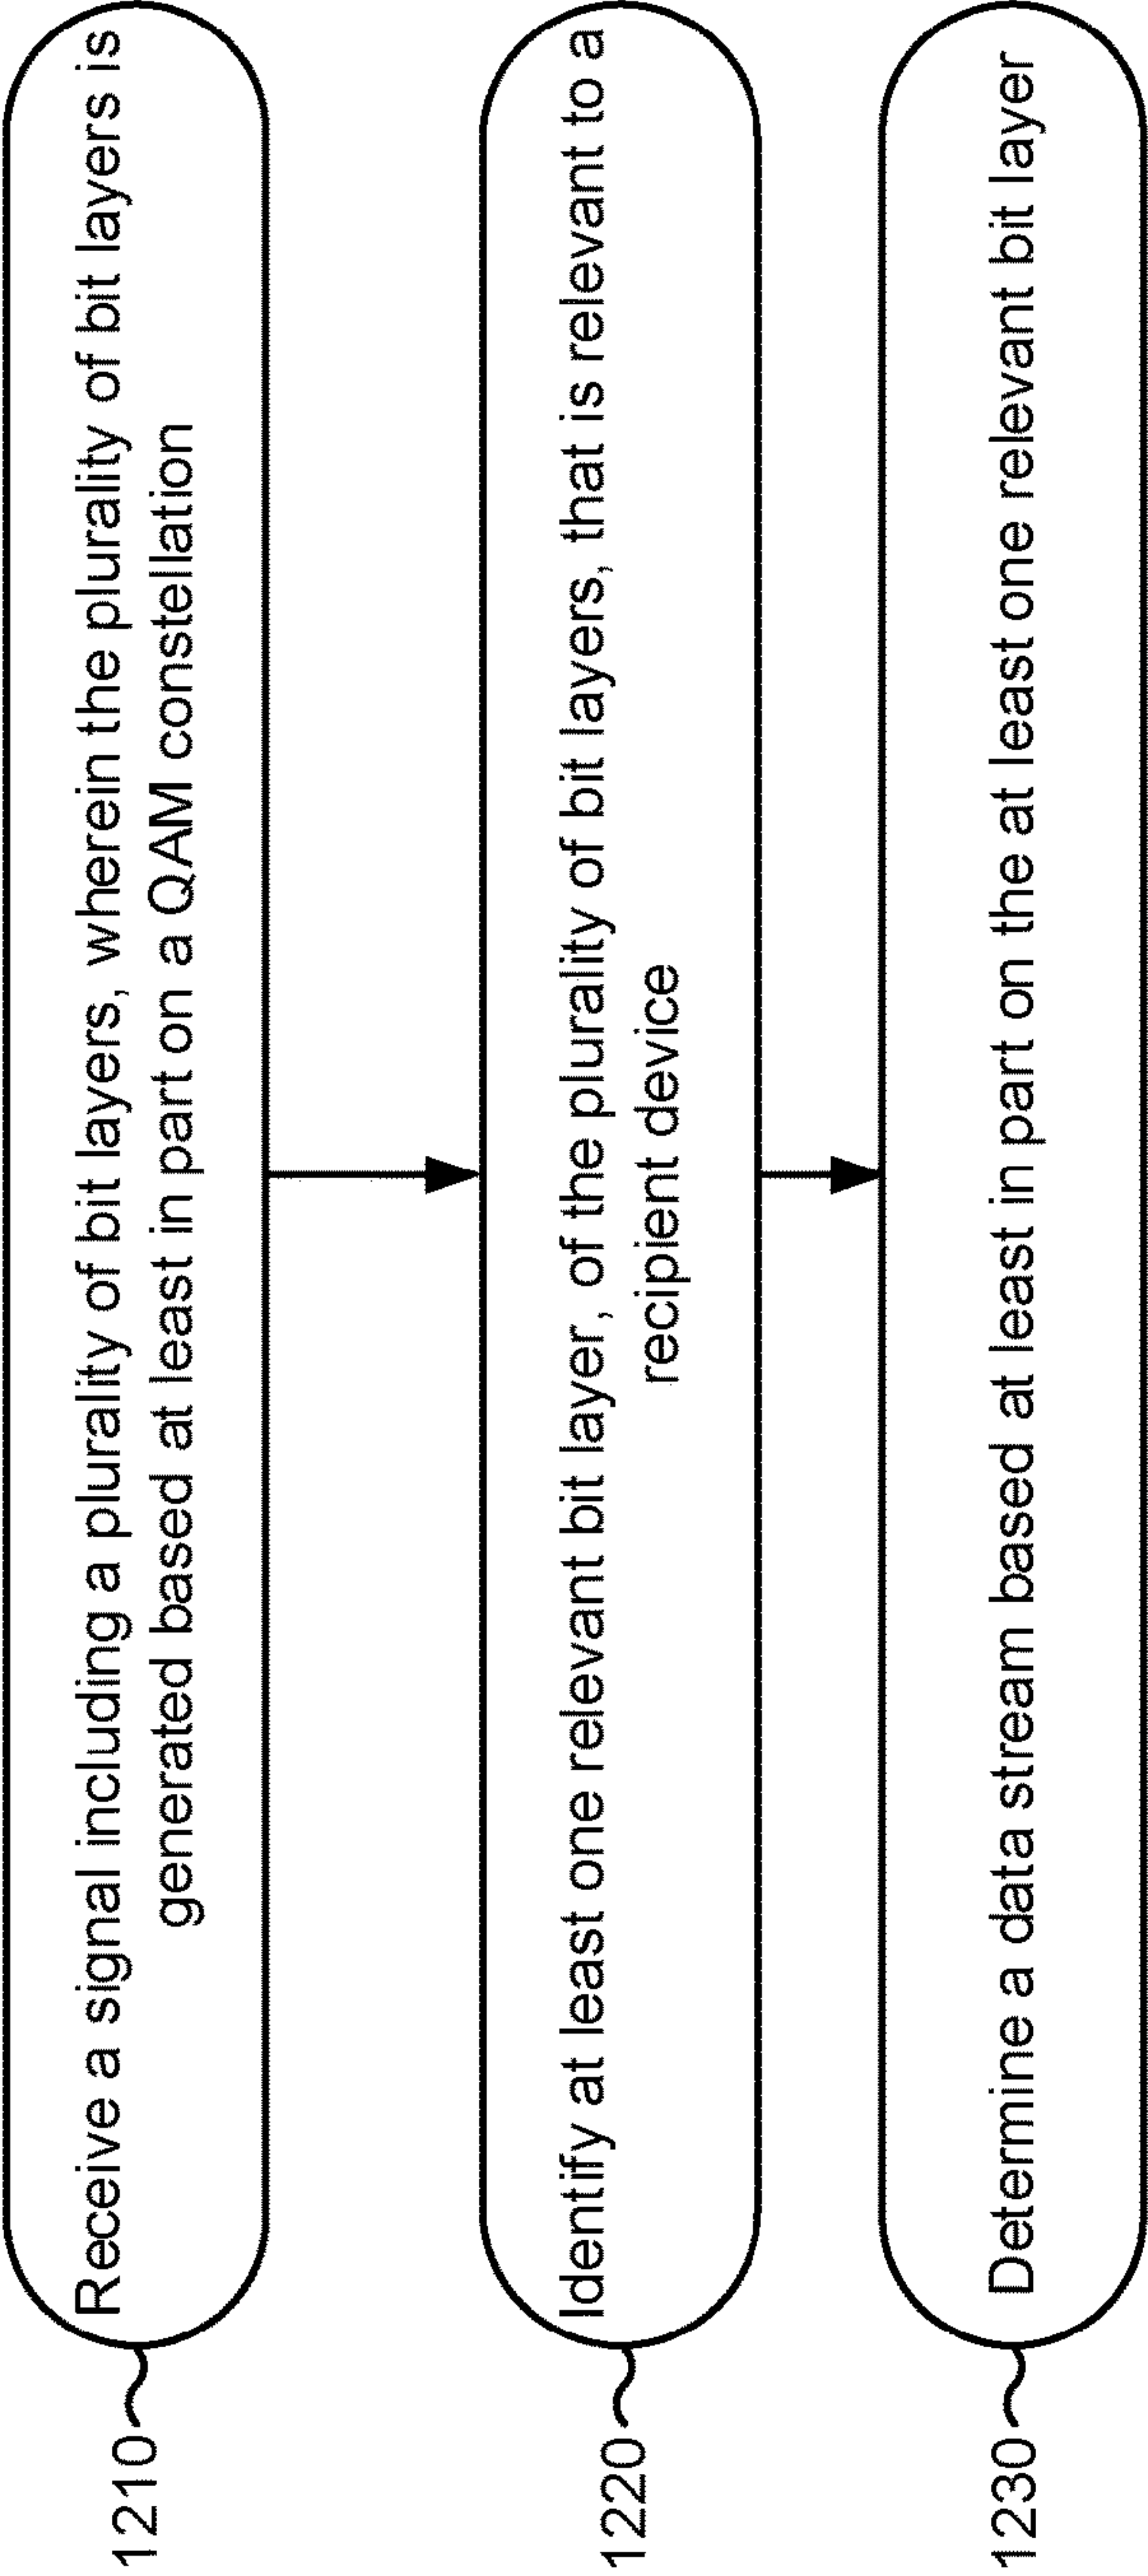 1210
Receive a signal including a plurality of bit layers, wherein the plurality of bit layers is
generated based at least in part on a QAM constellation
1220
Identify at least one relevant bit layer, of the plurality of bit layers, that is relevant to a
recipient device
1230
Determine a data stream based at least in part on the at least one relevant bit layer